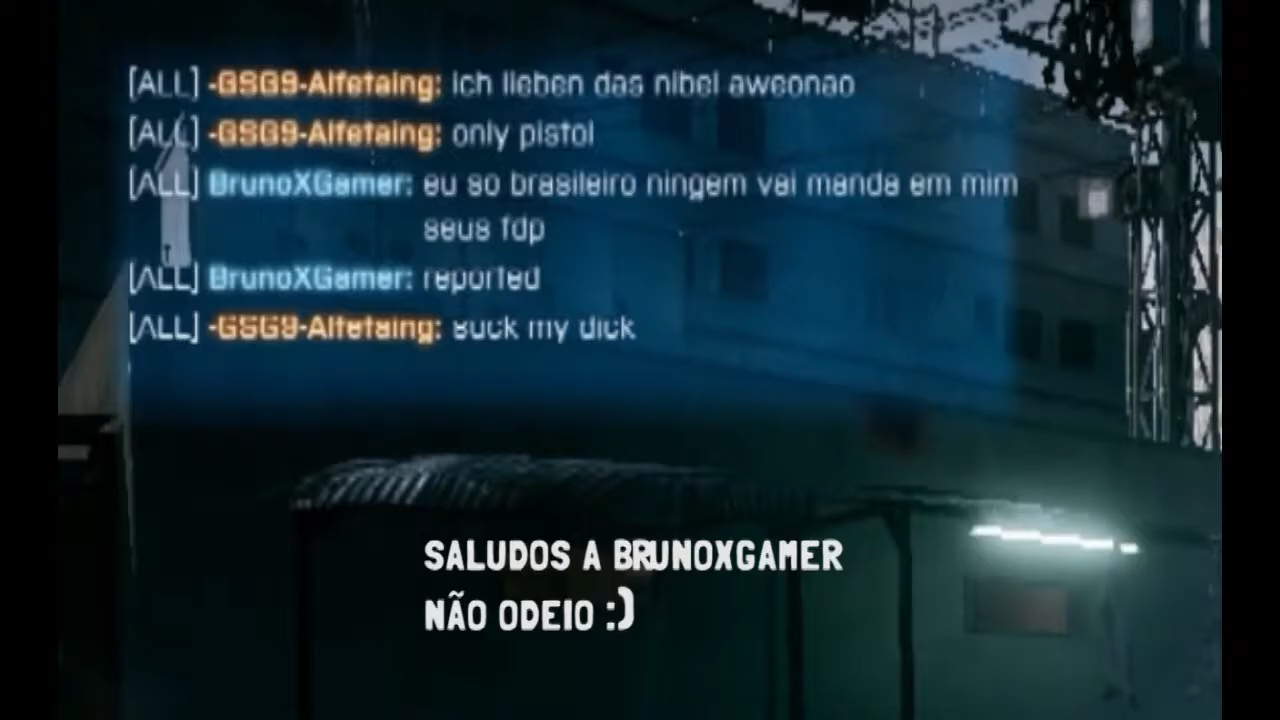 [ALL] -GSG9-Alfetaing: ich lieben das nibel aweonao
[ALL] -GSG9-Alfetaing: only pistol
[ALL] BrunoXGamer: eu so brasileiro ningem vai manda em mim
seus fdp
[ALL] BrunoXGamer: reported
[ALL] -GSG9-Alfetaing: suck my dick
SALUDOS A BRUNOXGAMER
NÃO ODEIO :)